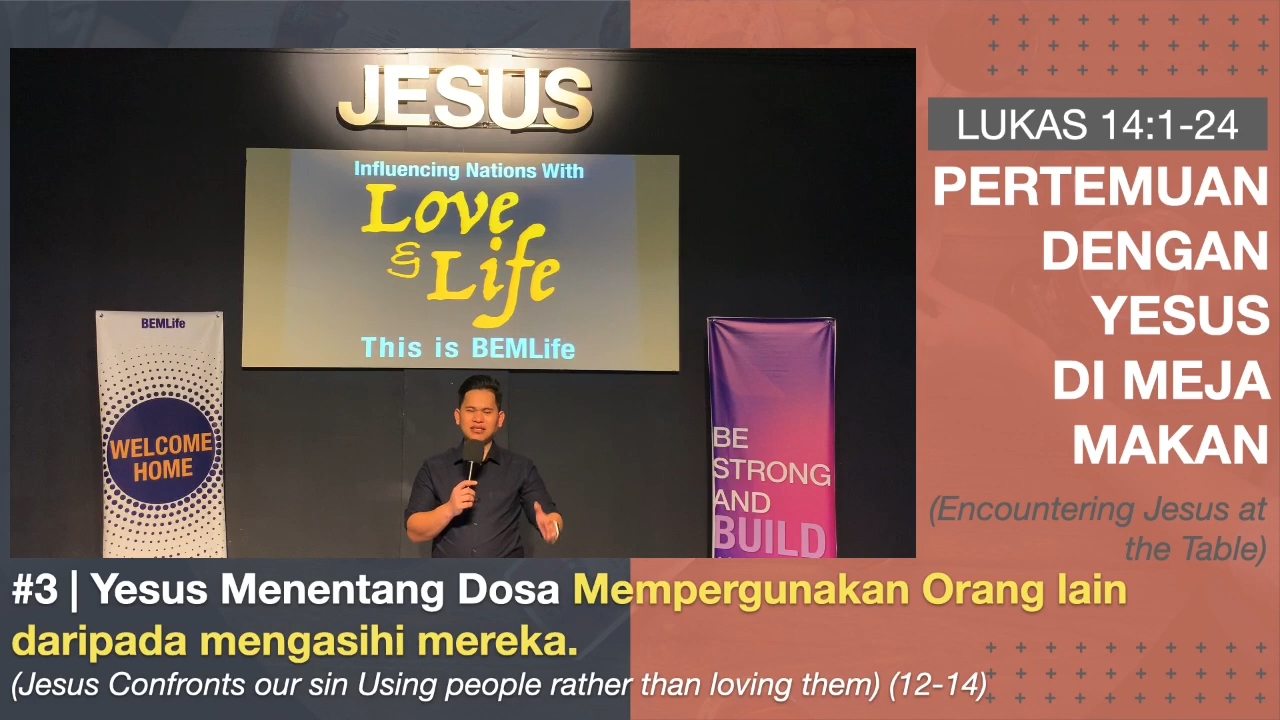 JESUS
Influencing Nations With
Love
& Life
This is BEMLife
BEMLife
WELCOME
HOME
BE
STRONG
AND
BUILD
LUKAS 14:1-24
PERTEMUAN
DENGAN
YESUS
DI MEJA
MAKAN
(Encountering Jesus at
the Table)
#3 | Yesus Menentang Dosa Mempergunakan Orang lain
daripada mengasihi mereka.
(Jesus Confronts our sin Using people rather than loving them) (12-14)